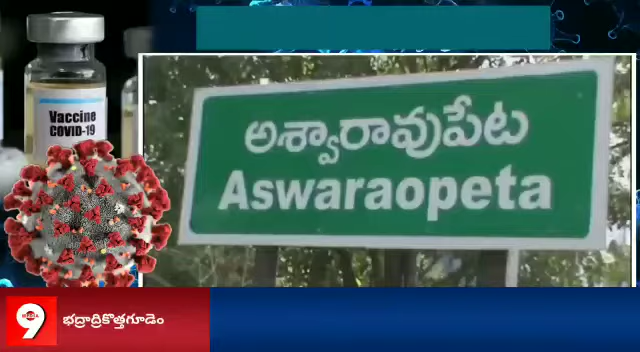 Vaccine
COVID-19
అశ్వారావుపేట
Aswaraopeta
9
భద్రాద్రికొత్తగూడెం